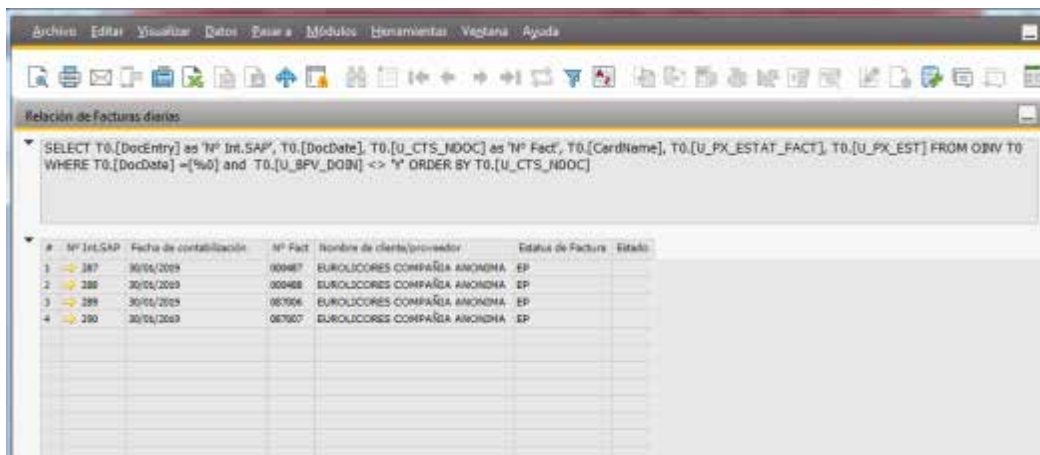 Archivo Editar Visualizar Datos Pasar a Módulos Herramientas Ventana Ayuda
Relación de Facturas diarias
SELECT T0.[DocEntry] as 'Nº Int.SAP', T0.[DocDate], T0.[U_CTS_NDOC] as 'Nº Fact', T0.[CardName], T0.[U_PX_ESTAT_FACT], T0.[U_PX_EST] FROM OINV T0
WHERE T0.[DocDate] =[%0] and T0.[U_BPV_DOIN] <> 'Y' ORDER BY T0.[U_CTS_NDOC]
# Nº Int.SAP Fecha de contabilización Nº Fact Nombre de cliente/proveedor Estatus de Factura Estado
1 287 30/01/2019 000487 EUROLICORES COMPAÑIA ANONIMA EP
2 288 30/01/2019 000488 EUROLICORES COMPAÑIA ANONIMA EP
3 289 30/01/2019 087006 EUROLICORES COMPAÑIA ANONIMA EP
4 290 30/01/2019 087007 EUROLICORES COMPAÑIA ANONIMA EP